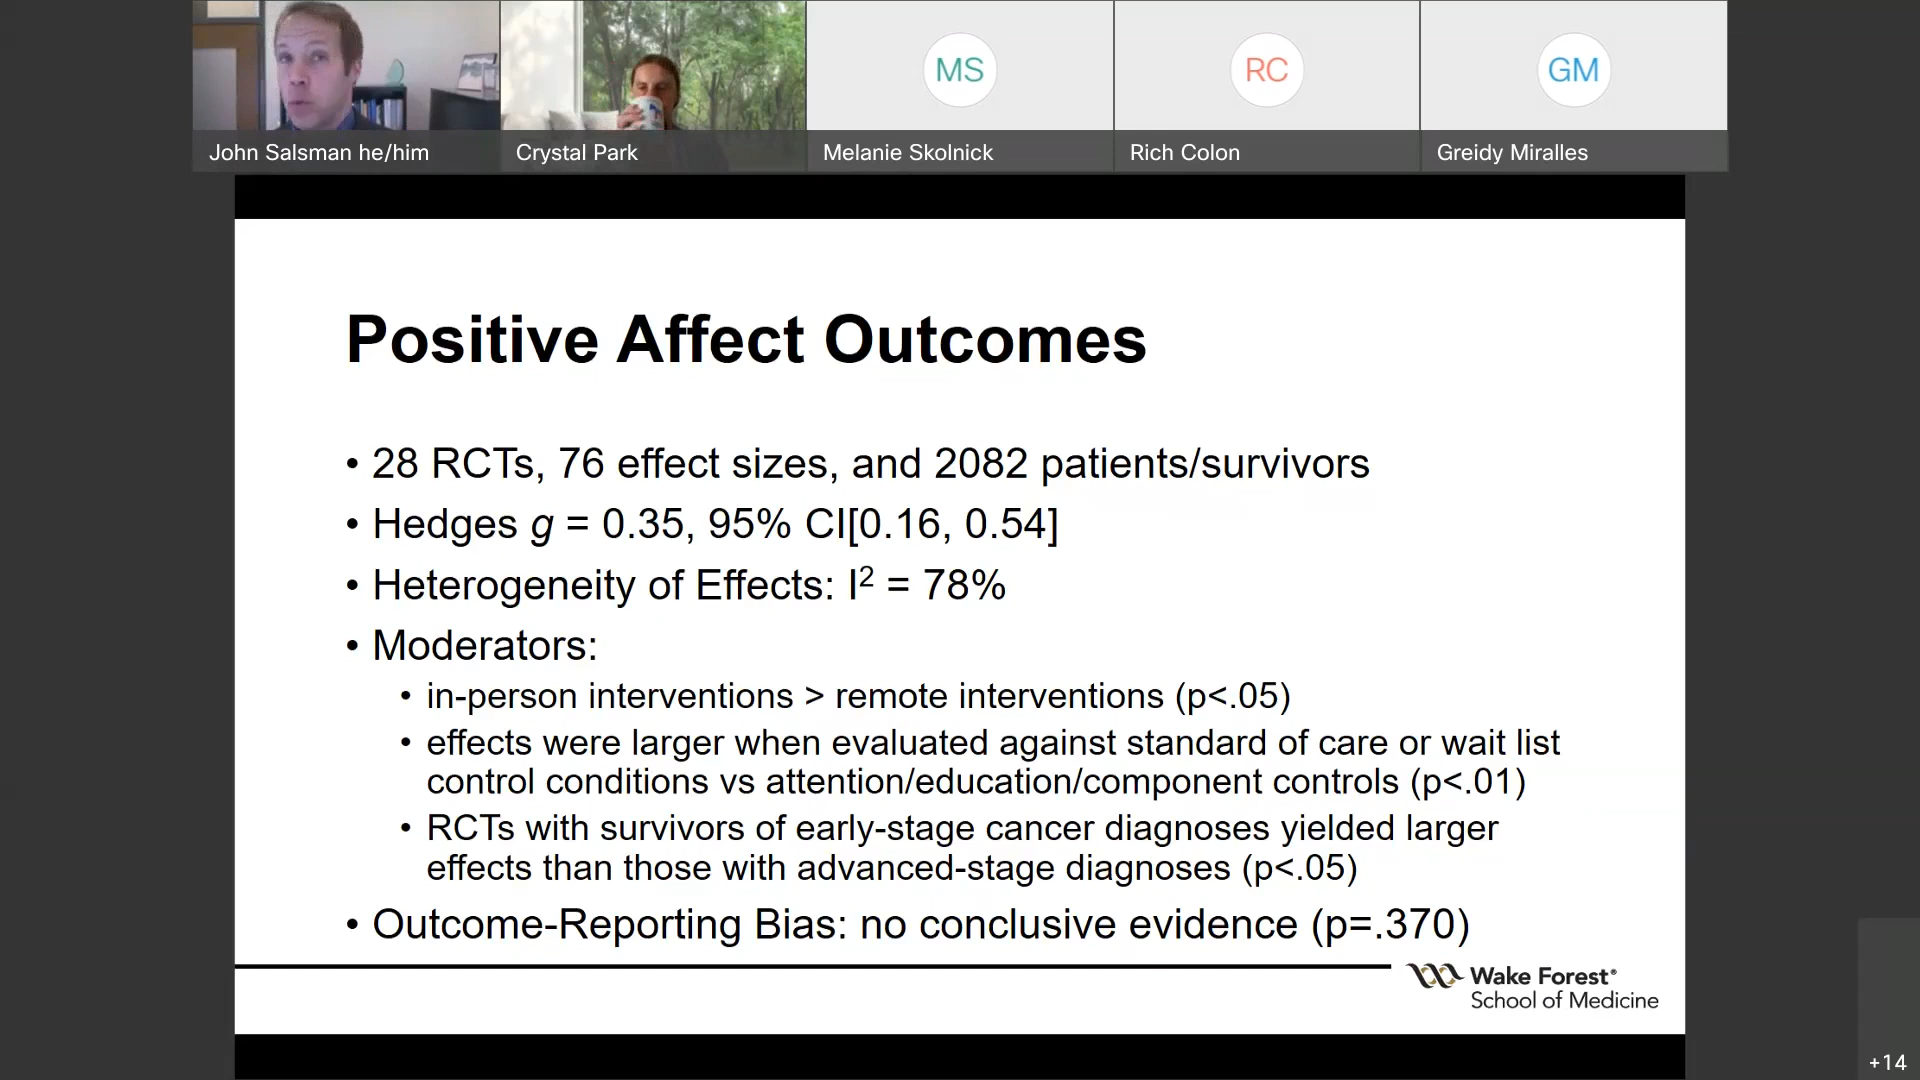 MS
RC
GM
John Salsman he/him
Crystal Park
Melanie Skolnick
Rich Colon
Greidy Miralles
Positive Affect Outcomes
• 28 RCTs, 76 effect sizes, and 2082 patients/survivors
• Hedges g = 0.35, 95% CI[0.16, 0.54]
• Heterogeneity of Effects: I² = 78%
• Moderators:
• in-person interventions > remote interventions (p<.05)
• effects were larger when evaluated against standard of care or wait list
control conditions vs attention/education/component controls (p<.01)
• RCTs with survivors of early-stage cancer diagnoses yielded larger
effects than those with advanced-stage diagnoses (p<.05)
• Outcome-Reporting Bias: no conclusive evidence (p=.370)
Wake Forest®
School of Medicine
+14